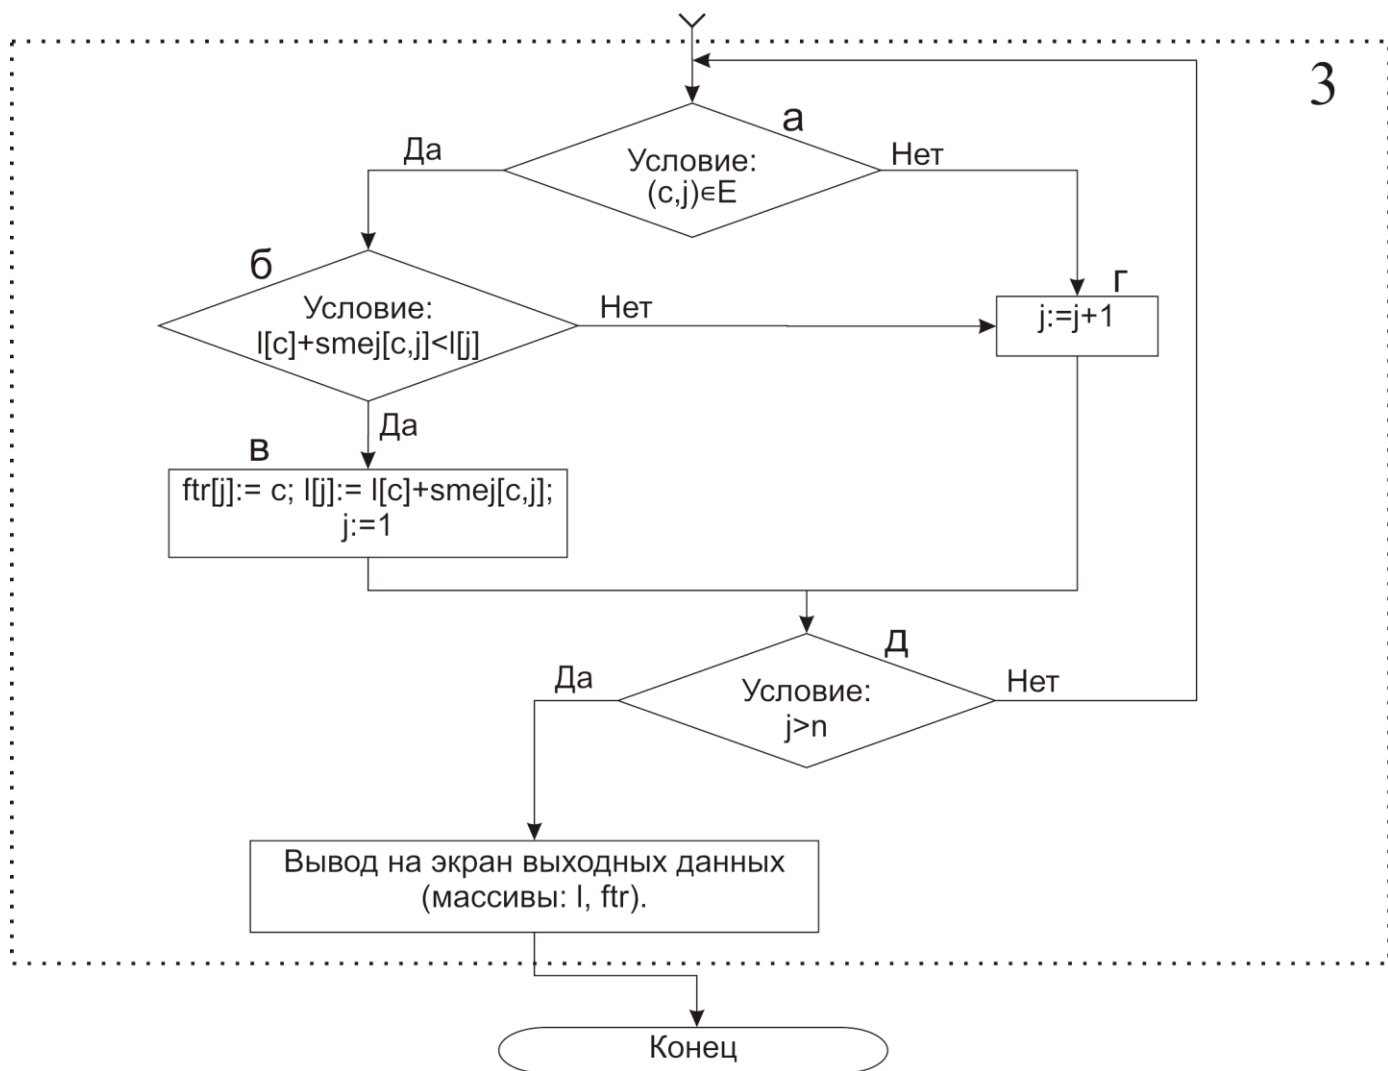 3
а
Да
Нет
Условие:
(c,j)∈E
б
г
Условие:
l[c]+smej[c,j]<l[j]
Нет
j:=j+1
Да
в
ftr[j]:= c; l[j]:= l[c]+smej[c,j];
j:=1
д
Да
Нет
Условие:
j>n
Вывод на экран выходных данных
(массивы: l, ftr).
Конец